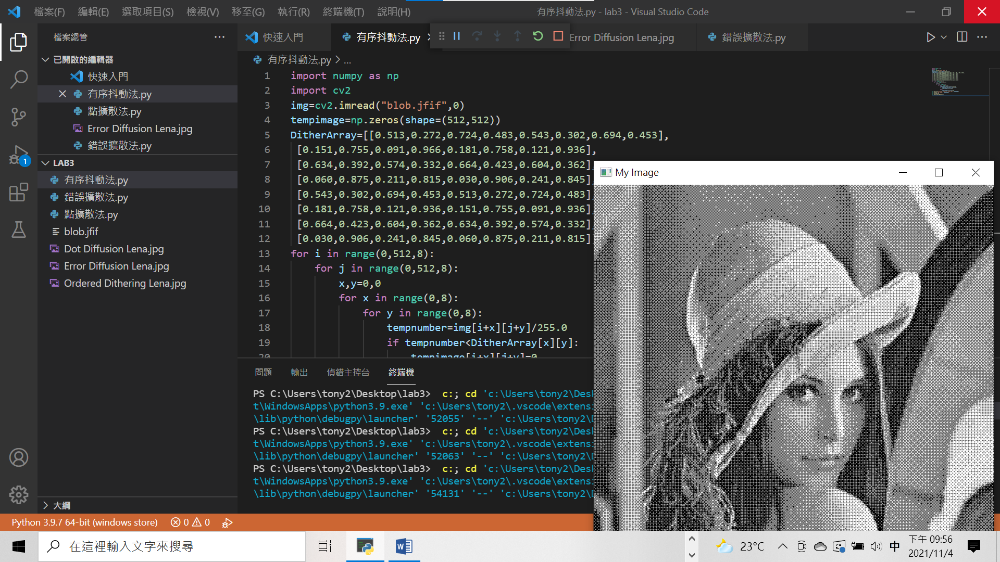 檔案(F) 編輯(E) 選取項目(S) 檢視(V) 移至(G) 執行(R) 終端機(T) 說明(H) 有序抖動法.py - lab3 - Visual Studio Code
檔案總管
已開啟的編輯器
快速入門
有序抖動法.py
點擴散法.py
Error Diffusion Lena.jpg
錯誤擴散法.py
LAB3
有序抖動法.py
錯誤擴散法.py
點擴散法.py
blob.jfif
Dot Diffusion Lena.jpg
Error Diffusion Lena.jpg
Ordered Dithering Lena.jpg
大綱
1
快速入門 有序抖動法.py Error Diffusion Lena.jpg 錯誤擴散法.py
有序抖動法.py > ...
1 import numpy as np
2 import cv2
3 img=cv2.imread("blob.jfif",0)
4 tempimage=np.zeros(shape=(512,512))
5 DitherArray=[[0.513,0.272,0.724,0.483,0.543,0.302,0.694,0.453],
6 [0.151,0.755,0.091,0.966,0.181,0.758,0.121,0.936],
7 [0.634,0.392,0.574,0.332,0.664,0.423,0.604,0.362]
8 [0.060,0.875,0.211,0.815,0.030,0.906,0.241,0.845]
9 [0.543,0.302,0.694,0.453,0.513,0.272,0.724,0.483]
10 [0.181,0.758,0.121,0.936,0.151,0.755,0.091,0.936]
11 [0.664,0.423,0.604,0.362,0.634,0.392,0.574,0.332]
12 [0.030,0.906,0.241,0.845,0.060,0.875,0.211,0.815]
13 for i in range(0,512,8):
14 for j in range(0,512,8):
15 x,y=0,0
16 for x in range(0,8):
17 for y in range(0,8):
18 tempnumber=img[i+x][j+y]/255.0
19 if tempnumber<DitherArray[x][y]:
20 tempimage[i+x][j+y]=0
My Image
問題 輸出 偵錯主控台 終端機
PS C:\Users\tony2\Desktop\lab3> c:; cd 'c:\Users\tony2\Desk
t\WindowsApps\python3.9.exe' 'c:\Users\tony2\.vscode\extensi
\lib\python\debugpy\launcher' '52055' '--' 'c:\Users\tony2\D
PS C:\Users\tony2\Desktop\lab3> c:; cd 'c:\Users\tony2\Desk
t\WindowsApps\python3.9.exe' 'c:\Users\tony2\.vscode\extensi
\lib\python\debugpy\launcher' '52063' '--' 'c:\Users\tony2\D
PS C:\Users\tony2\Desktop\lab3> c:; cd 'c:\Users\tony2\Desk
t\WindowsApps\python3.9.exe' 'c:\Users\tony2\.vscode\extensi
\lib\python\debugpy\launcher' '54131' '--' 'c:\Users\tony2\D
Python 3.9.7 64-bit (windows store) 0 0
在這裡輸入文字來搜尋
23°C 中 下午 09:56
2021/11/4